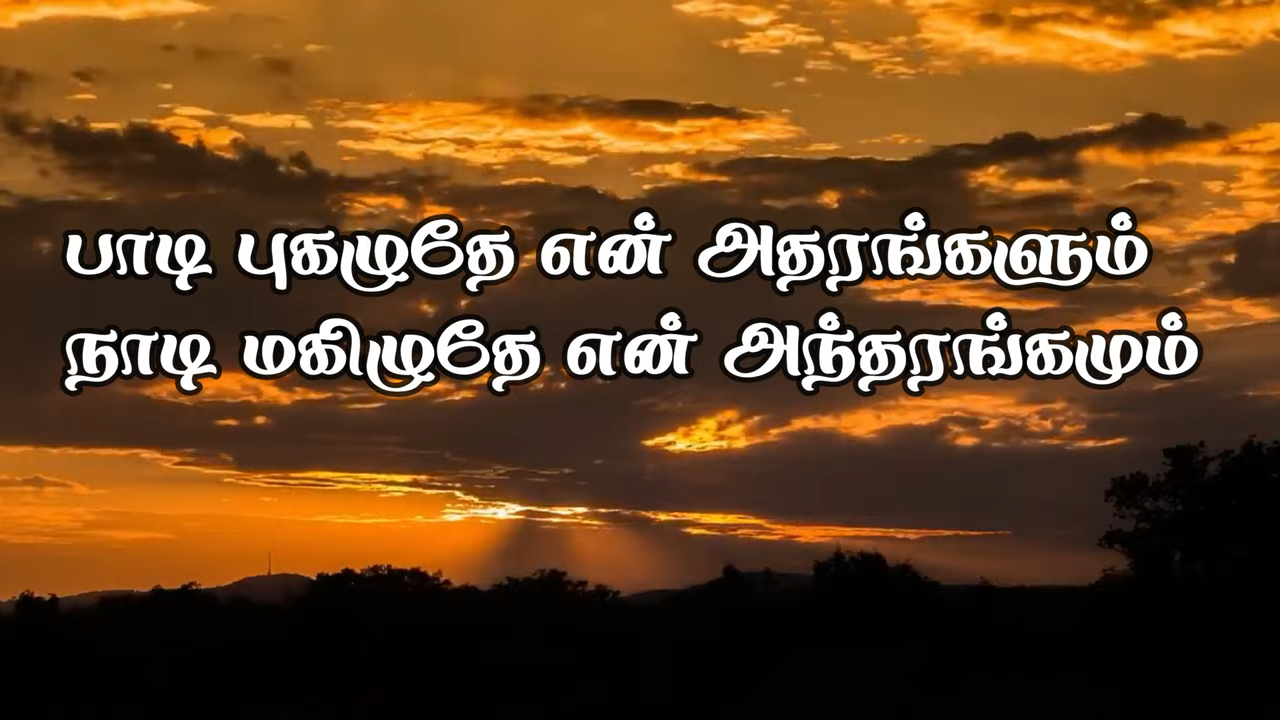 பாடி புகழுதே என் அதரங்களும்
நாடி மகிழுதே என் அந்தரங்கமும்